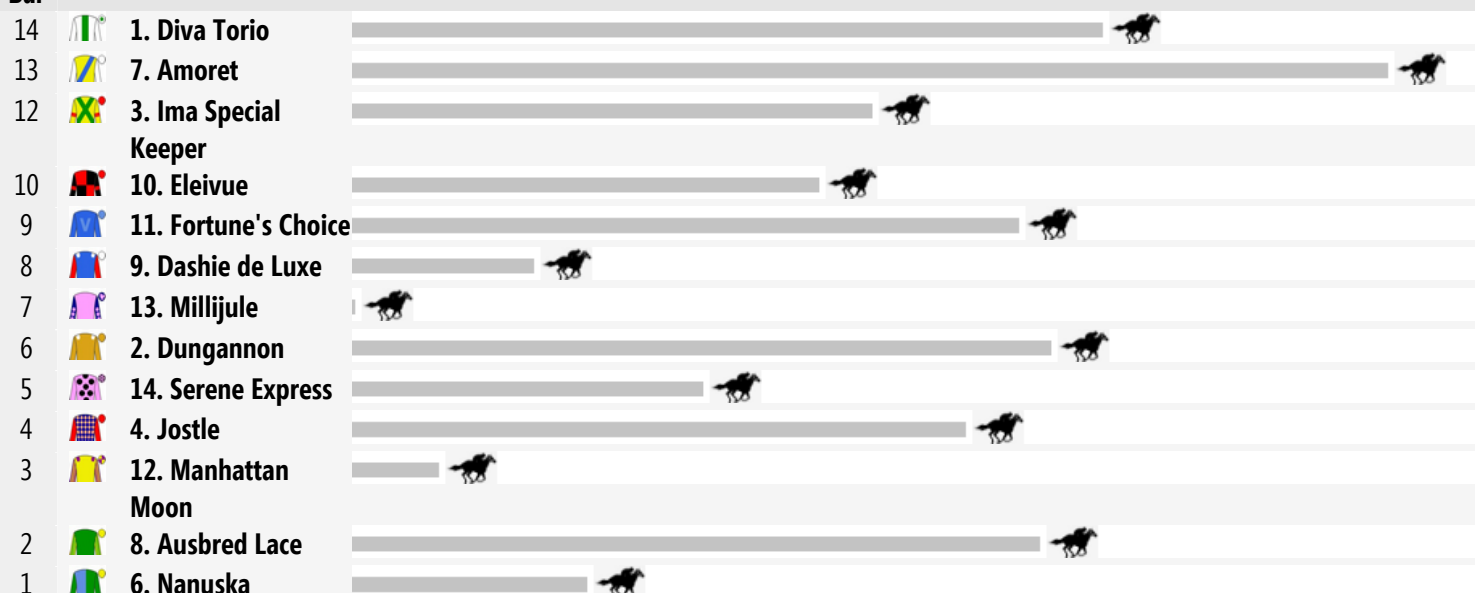 Bar
14 1. Diva Torio
13 7. Amoret
12 3. Ima Special
Keeper
10 10. Eleivue
9 V 11. Fortune's Choice
8 9. Dashie de Luxe
7 13. Millijule
6 2. Dungannon
5 14. Serene Express
4 4. Jostle
3 12. Manhattan
Moon
2 8. Ausbred Lace
1 6. Nanuska